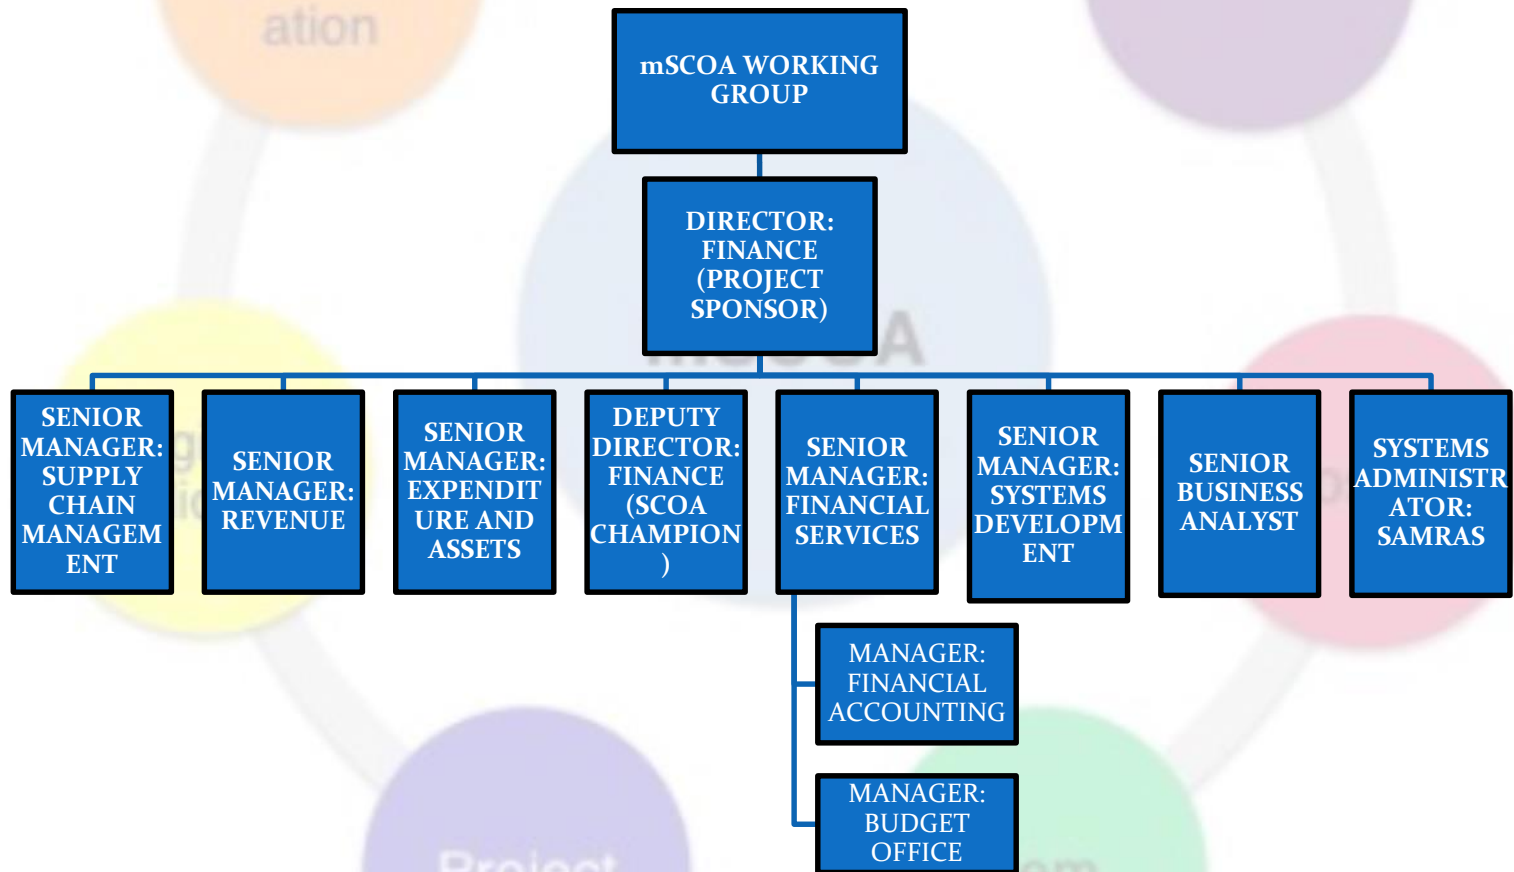 ation
mSCOA WORKING
GROUP
DIRECTOR:
FINANCE
(PROJECT
SPONSOR)
SENIOR
MANAGER:
SUPPLY
CHAIN
MANAGEM
ENT
SENIOR
MANAGER:
REVENUE
SENIOR
MANAGER:
EXPENDIT
URE AND
ASSETS
DEPUTY
DIRECTOR:
FINANCE
(SCOA
CHAMPION
)
SENIOR
MANAGER:
FINANCIAL
SERVICES
SENIOR
MANAGER:
SYSTEMS
DEVELOPM
ENT
SENIOR
BUSINESS
ANALYST
SYSTEMS
ADMINISTR
ATOR:
SAMRAS
MANAGER:
FINANCIAL
ACCOUNTING
MANAGER:
BUDGET
OFFICE
Project